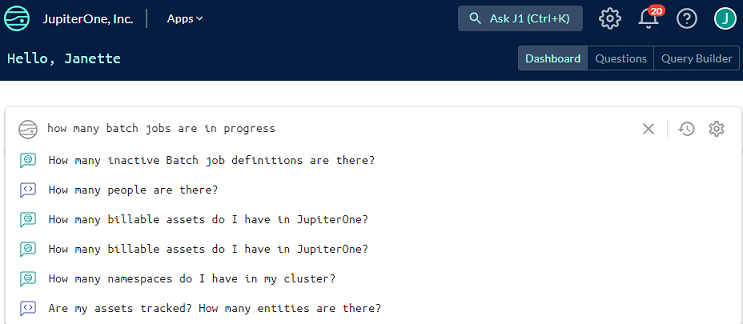 JupiterOne, Inc. Apps Ask J1 (Ctrl+K) 20 J
Hello, Janette Dashboard Questions Query Builder
how many batch jobs are in progress
How many inactive Batch job definitions are there?
How many people are there?
How many billable assets do I have in JupiterOne?
How many billable assets do I have in JupiterOne?
How many namespaces do I have in my cluster?
Are my assets tracked? How many entities are there?